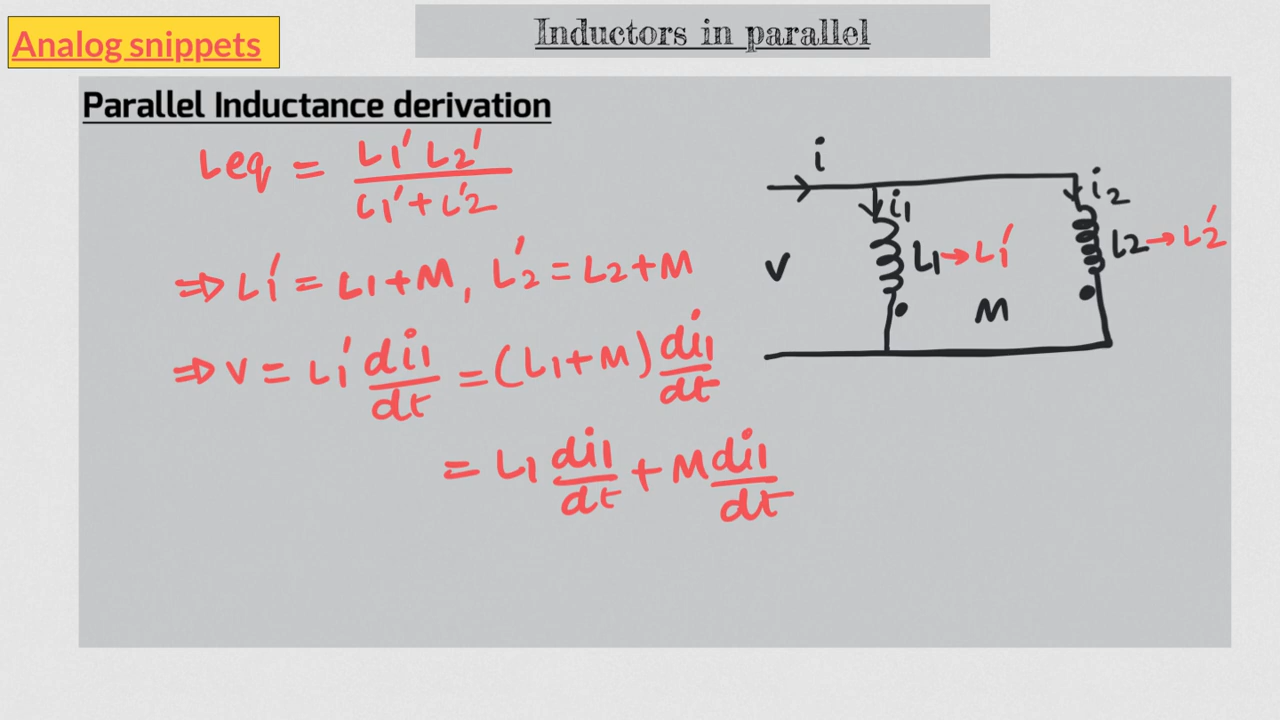 Analog snippets
Inductors in parallel
Parallel Inductance derivation
Leq = L1' L2' / L1' + L2'
⇒ L1' = L1 + M, L2' = L2 + M
⇒ V = L1' di1/dt = (L1 + M) di1/dt
= L1 di1/dt + M di1/dt
i
i1
i2
V
L1 → L1'
L2 → L2'
M